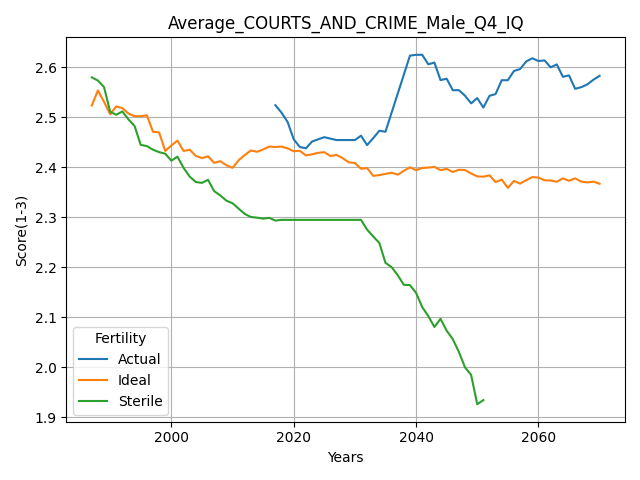 Average_COURTS_AND_CRIME_Male_Q4_IQ
Score(1-3)
2.6
2.5
2.4
2.3
2.2
2.1
2.0
1.9
Fertility
Actual
Ideal
Sterile
2000 2020 2040 2060
Years